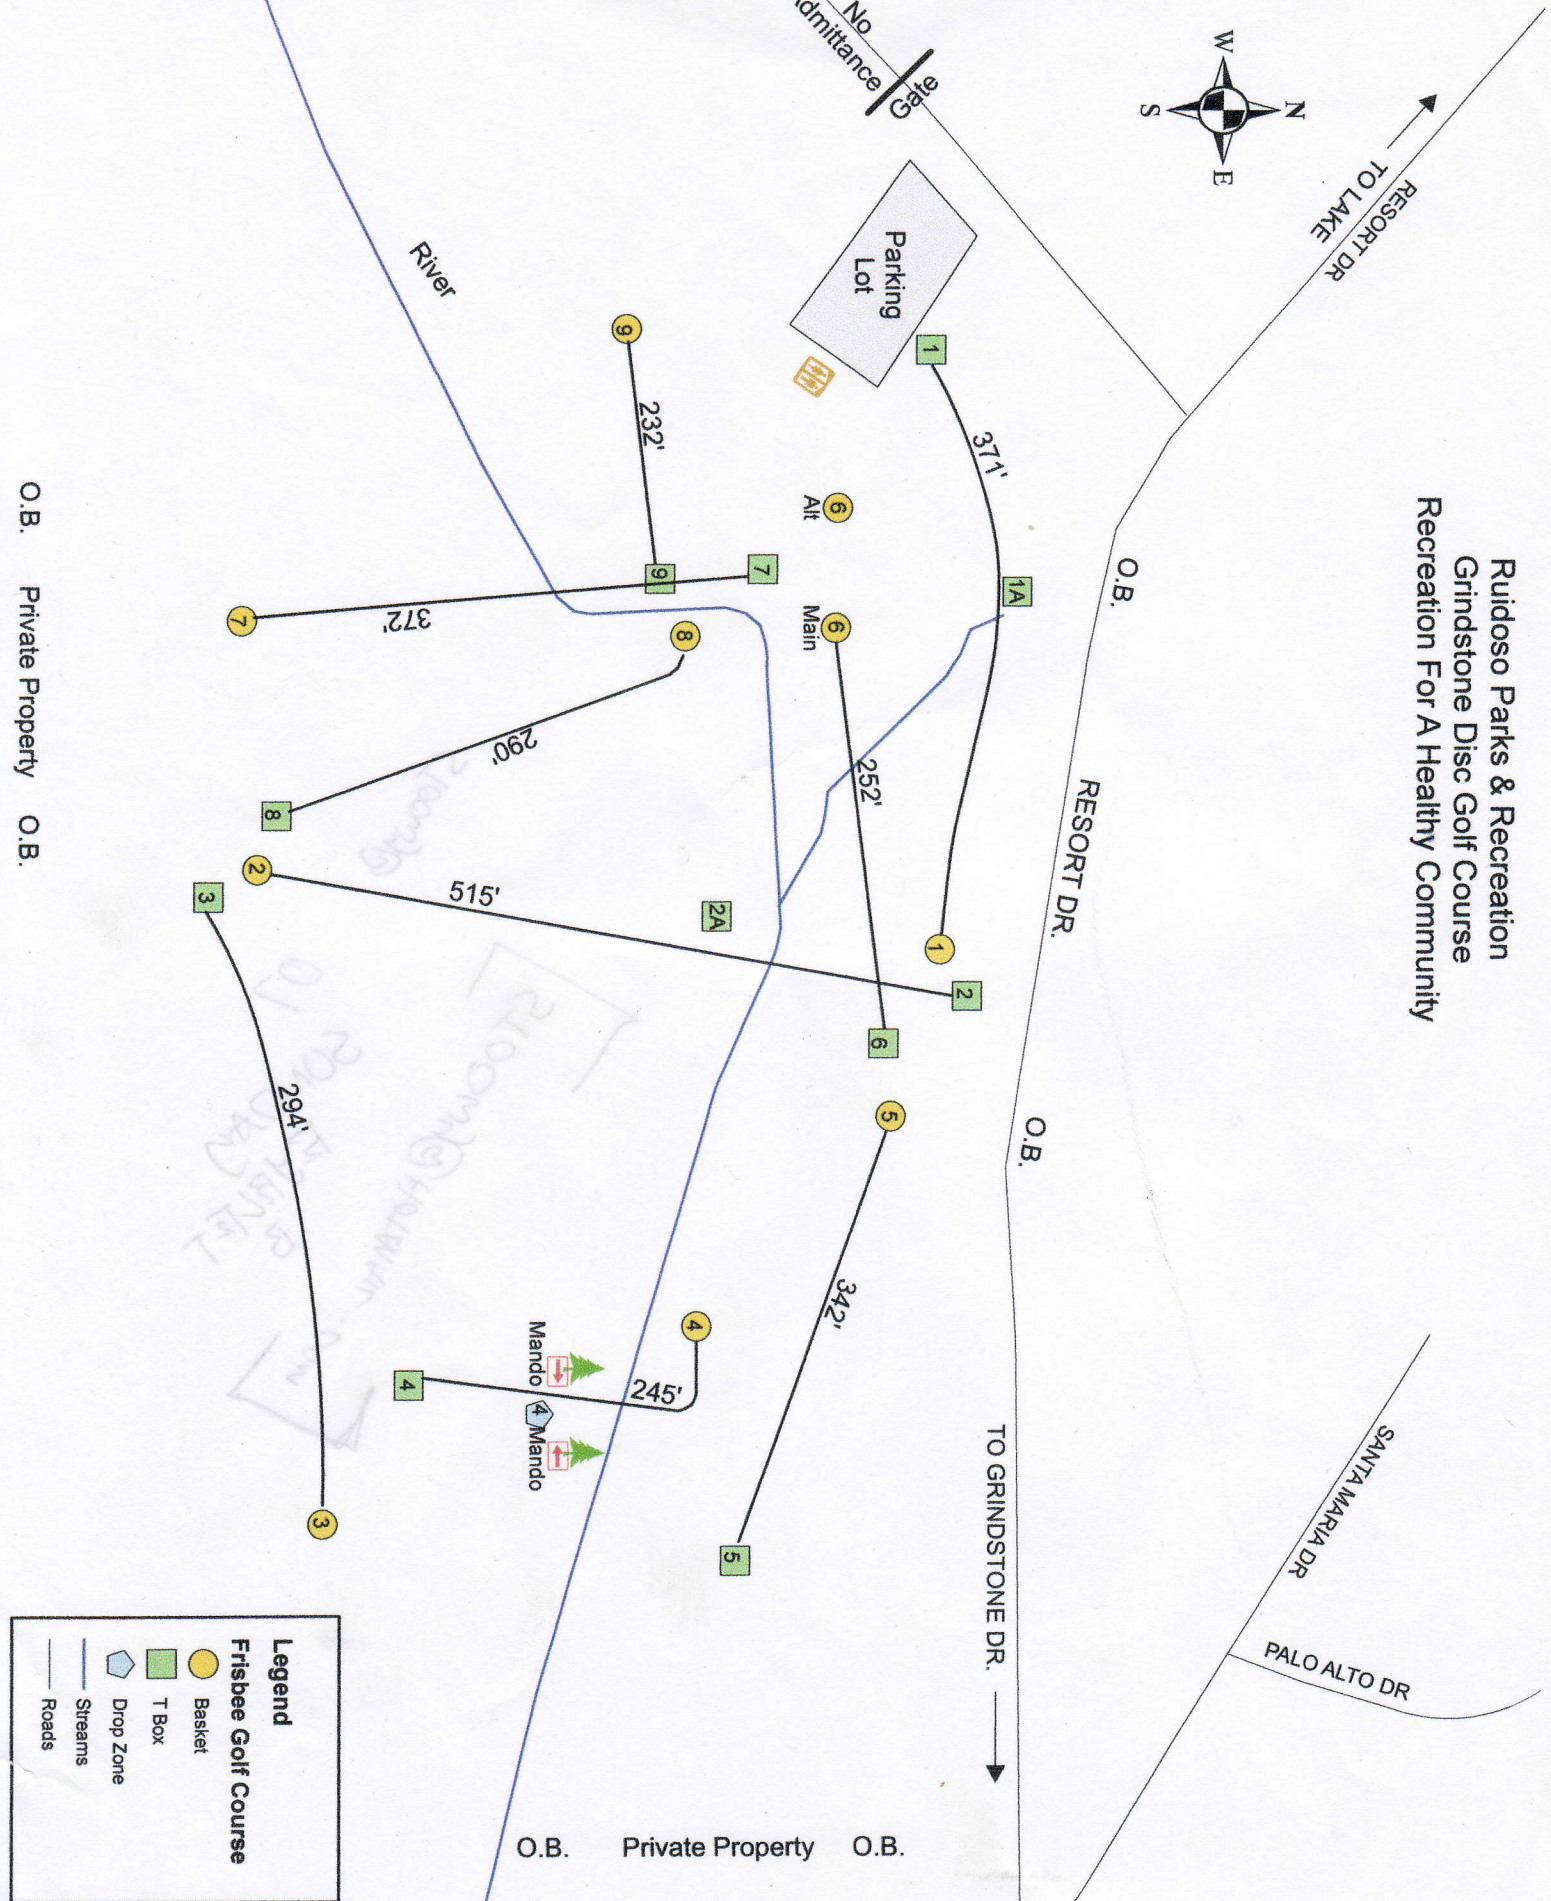 Ruidoso Parks & Recreation
Grindstone Disc Golf Course
Recreation For A Healthy Community
RESORT DR
TO LAKE
W
N
S
E
No
Gate
Parking
Lot
1
371'
1A
O.B.
RESORT DR.
O.B.
TO GRINDSTONE DR.
SANTA MARIA DR
PALO ALTO DR
6
Alt
6
Main
252'
6
1
2
5
342'
5
River
9
232'
9
7
372'
7
8
290'
8
2A
515'
2
3
294'
3
4
245'
4
Mando
4
Mando
O.B. Private Property O.B.
O.B. Private Property O.B.
Legend
Frisbee Golf Course
Basket
T Box
Drop Zone
Streams
Roads